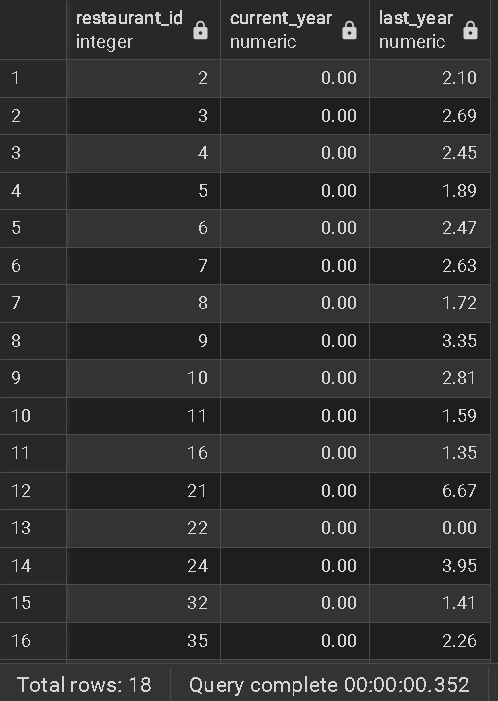 restaurant_id integer current_year numeric last_year numeric
1 2 0.00 2.10
2 3 0.00 2.69
3 4 0.00 2.45
4 5 0.00 1.89
5 6 0.00 2.47
6 7 0.00 2.63
7 8 0.00 1.72
8 9 0.00 3.35
9 10 0.00 2.81
10 11 0.00 1.59
11 16 0.00 1.35
12 21 0.00 6.67
13 22 0.00 0.00
14 24 0.00 3.95
15 32 0.00 1.41
16 35 0.00 2.26
Total rows: 18 Query complete 00:00:00.352